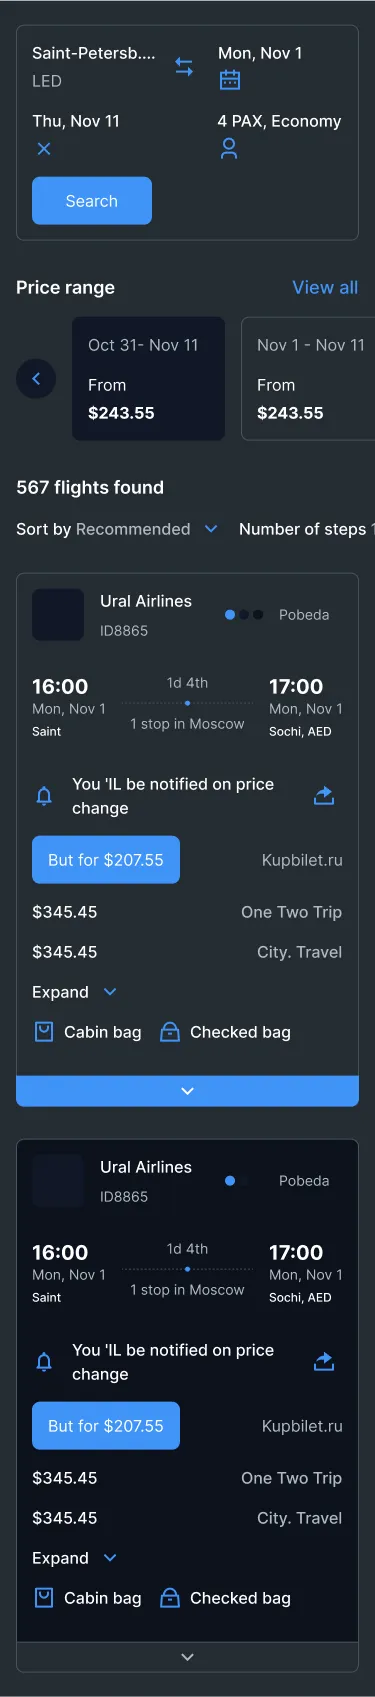 Saint-Petersb....
Mon, Nov 1
LED
Thu, Nov 11
4 PAX, Economy
Search
Price range
View all
Oct 31- Nov 11
Nov 1 - Nov 11
From
From
$243.55
$243.55
567 flights found
Sort by Recommended
Number of steps 1
Ural Airlines
Pobeda
ID8865
16:00
1d 4th
17:00
Mon, Nov 1
Mon, Nov 1
1 stop in Moscow
Saint
Sochi, AED
You 'IL be notified on price
change
But for $207.55
Kupbilet.ru
$345.45
One Two Trip
$345.45
City. Travel
Expand
Cabin bag
Checked bag
Ural Airlines
Pobeda
ID8865
16:00
1d 4th
17:00
Mon, Nov 1
Mon, Nov 1
1 stop in Moscow
Saint
Sochi, AED
You 'IL be notified on price
change
But for $207.55
Kupbilet.ru
$345.45
One Two Trip
$345.45
City. Travel
Expand
Cabin bag
Checked bag